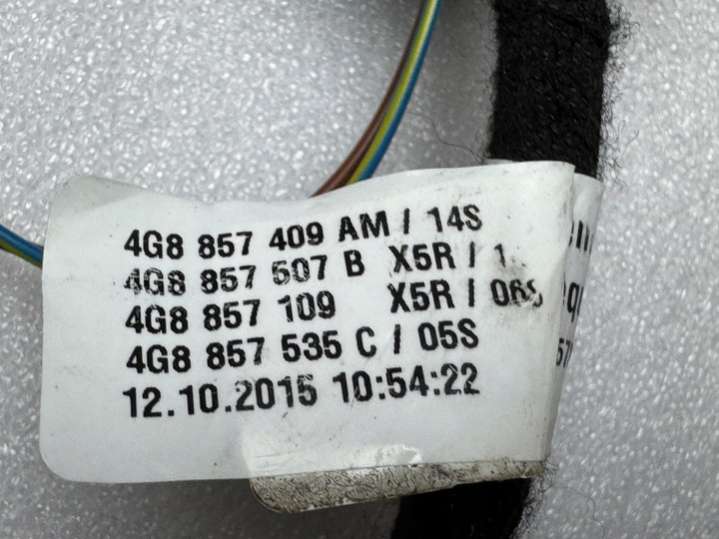 4G8 857 409 AM / 14S
4G8 857 507 B X5R /
4G8 857 109 X5R / 06S
4G8 857 535 C / 05S
12.10.2015 10:54:22